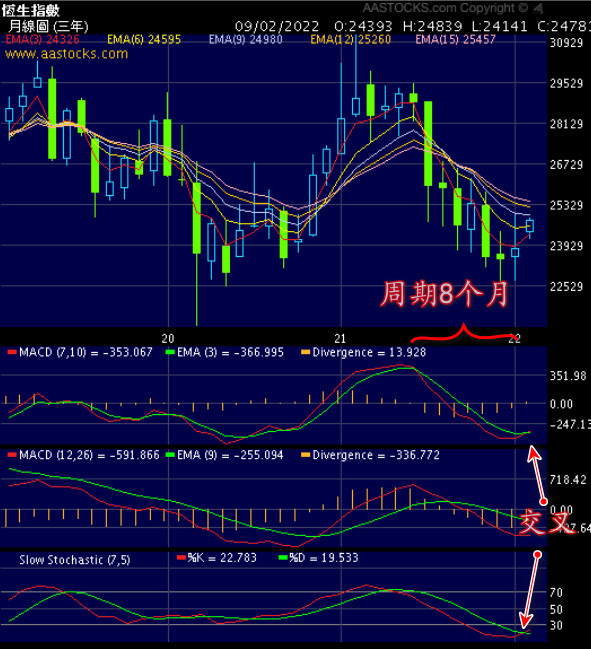 恆生指數 AASTOCKS.com Copyright ©
月線圖 (三年) 09/02/2022 O:24393 H:24839 L:24141 C:24781
EMA(3) 24326 EMA(6) 24595 EMA(9) 24980 EMA(12) 25260 EMA(15) 25457
www.aastocks.com
30929
29529
28129
26729
25329
23929
22529
周期8个月
20 21 22
MACD (7,10) = -353.067 EMA (3) = -366.995 Divergence = 13.928
351.98
0.00
-247.13
MACD (12,26) = -591.866 EMA (9) = -255.094 Divergence = -336.772
718.42
0.00
交叉
Slow Stochastic (7,5) %K = 22.783 %D = 19.533
70
50
30